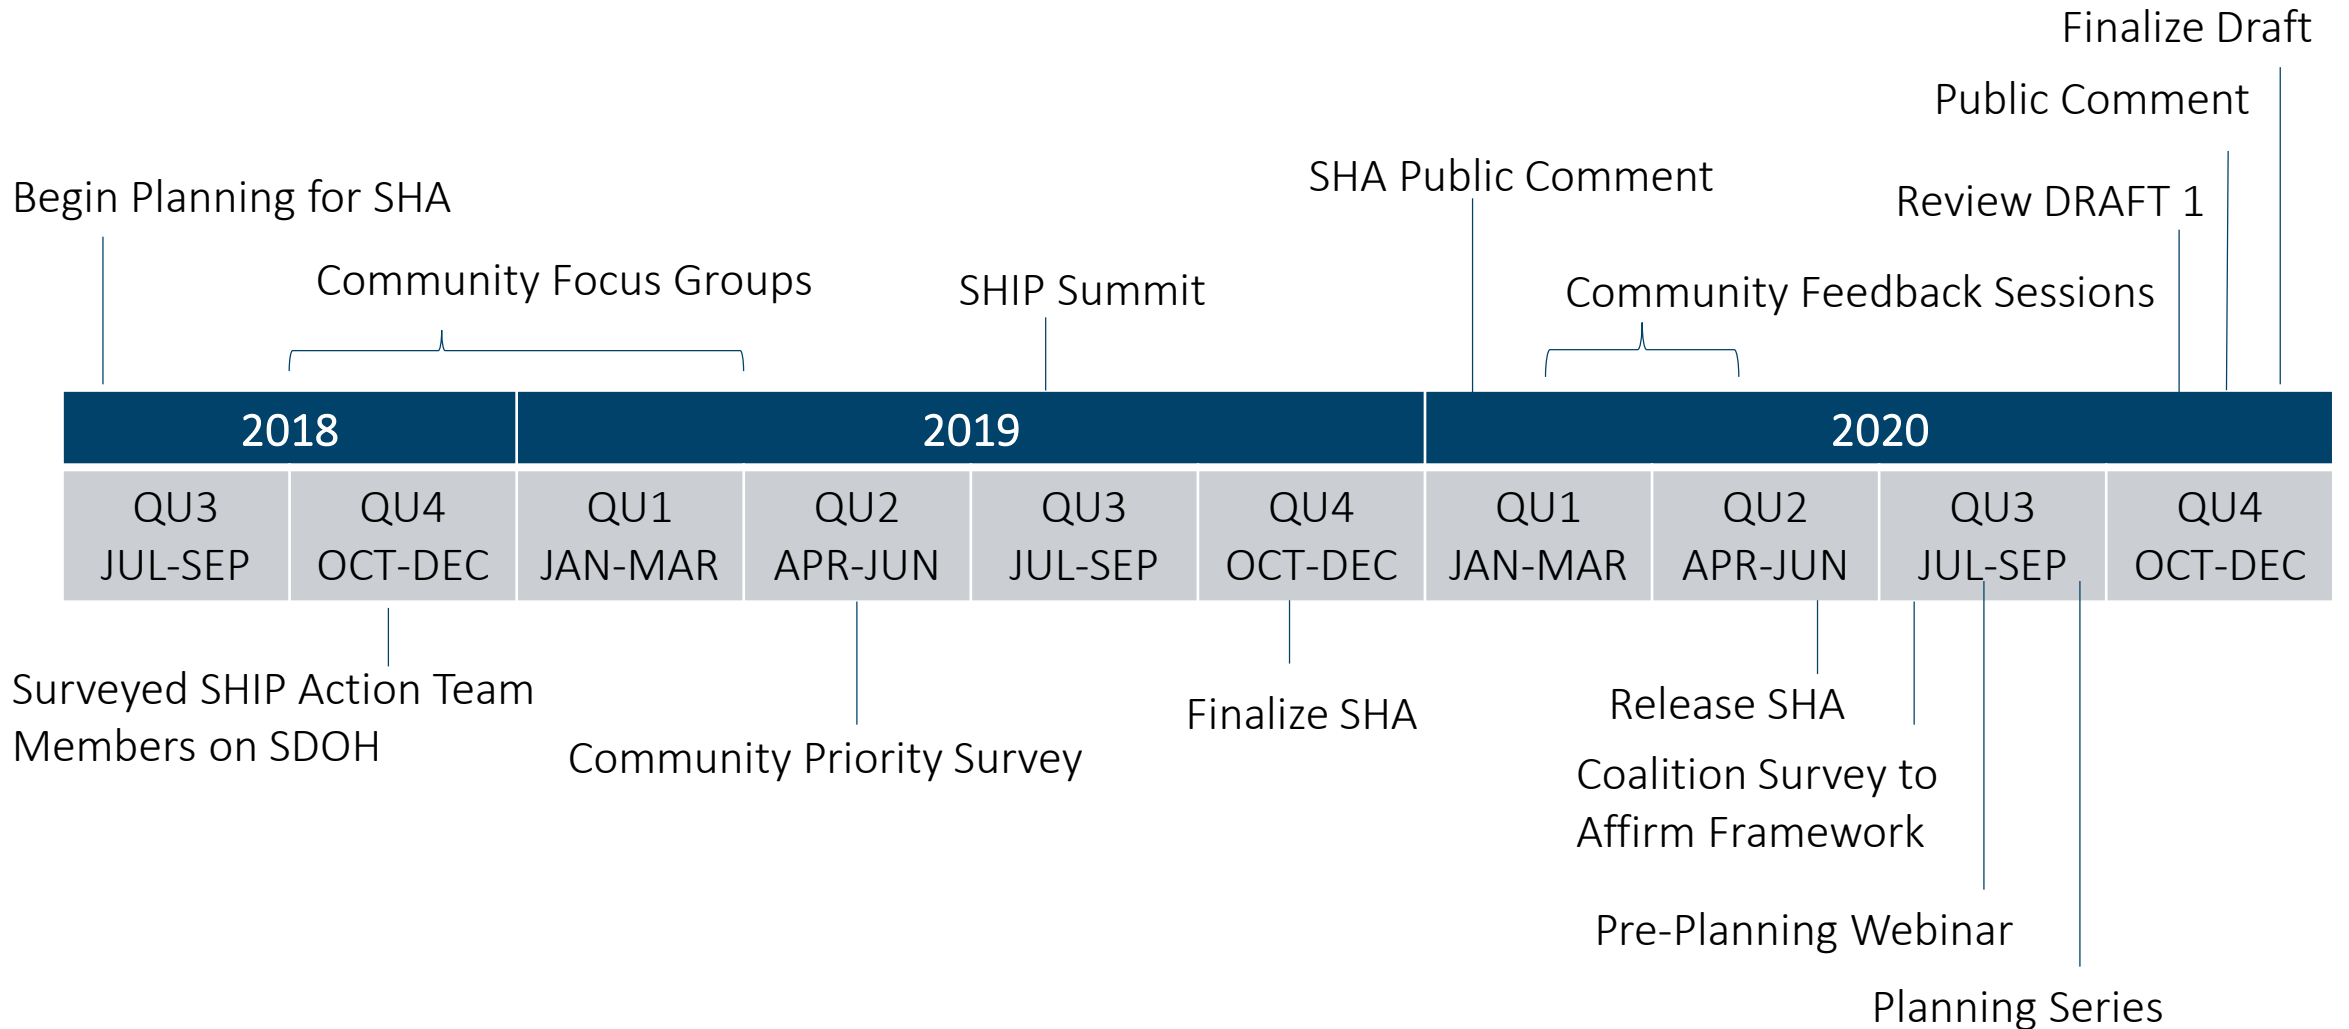 Finalize Draft
Public Comment
SHA Public Comment
Review DRAFT 1
Begin Planning for SHA
Community Focus Groups
SHIP Summit
Community Feedback Sessions
2018
2019
2020
QU3
JUL-SEP
QU4
OCT-DEC
QU1
JAN-MAR
QU2
APR-JUN
QU3
JUL-SEP
QU4
OCT-DEC
QU1
JAN-MAR
QU2
APR-JUN
QU3
JUL-SEP
QU4
OCT-DEC
Surveyed SHIP Action Team
Members on SDOH
Community Priority Survey
Finalize SHA
Release SHA
Coalition Survey to
Affirm Framework
Pre-Planning Webinar
Planning Series